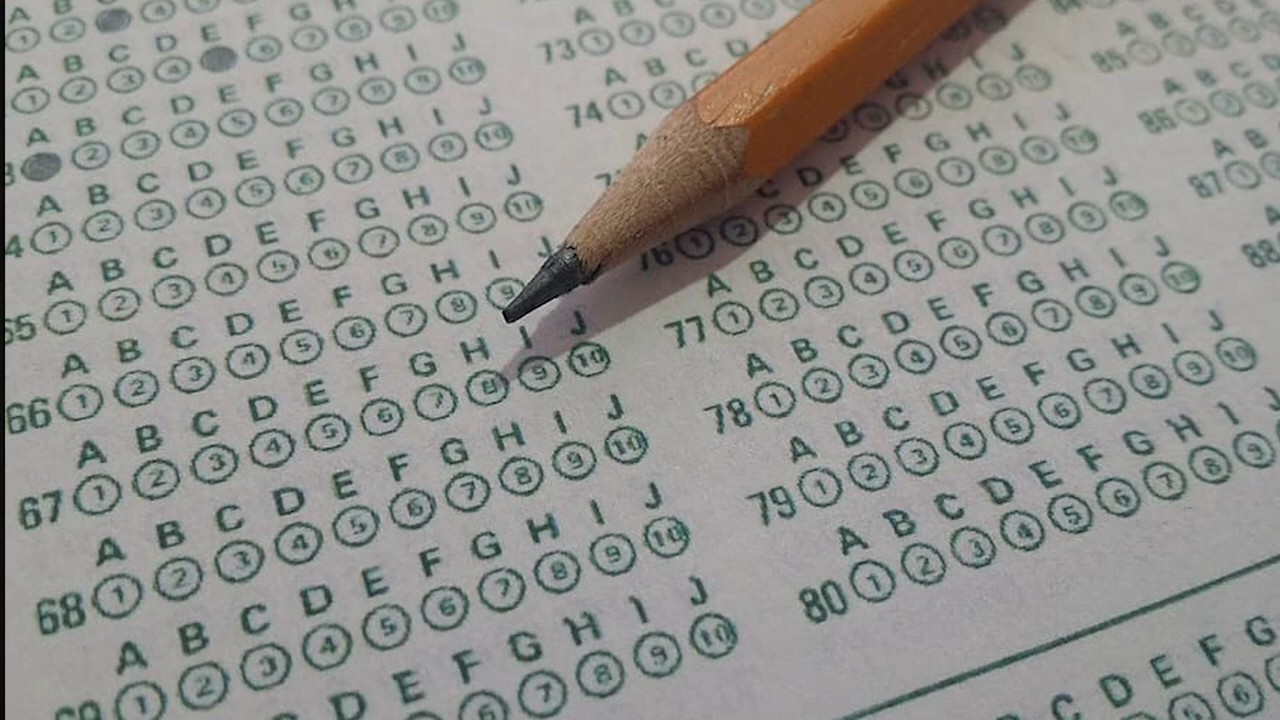 A B
1 2 4
A B C D E F G H
1 2 3 4 6 7 8 9 10
A B C D E F G H I J
3 2 3 4 5 6 7 8 9 10
A B C D E F G H I J
4 1 2 3 4 5 6 7 8 9 10
A B C D E F G H I J
65 1 2 3 4 5 6 7 8 9 10
A B C D E F G H I J
66 1 2 3 4 5 6 7 8 9
A B C D E F G H I J
67 1 2 3 4 5 6 7 8 9 10
A B C D E F G H I J
68 1 2 3 4 5 6 7 8 9 10
A B C D E F G H I J
69 1 2 3 4 5 6 7 8 9 10
D E F G H I J
6 7 8 9 10
A B C
73 1 2 3 4 5
A B C D
74 1 2
76 1 2 3 4 5 6 7 8 9 10
A B C D E F G H I J
77 1 2 3 4 5 6 7 8 9 10
A B C D E F G H I J
78 1 2 3 4 5 6 7 8 9 10
A B C D E F G H I J
79 1 2 3 4 5 6 7 8 9 10
A B C D E F G H I J
80 1 2 3 4 5 6 7 8 9
A B C D
85 1 2 3
A B C D
86 1 2 3
A B
87 1
A
88
C D E F G
5 6